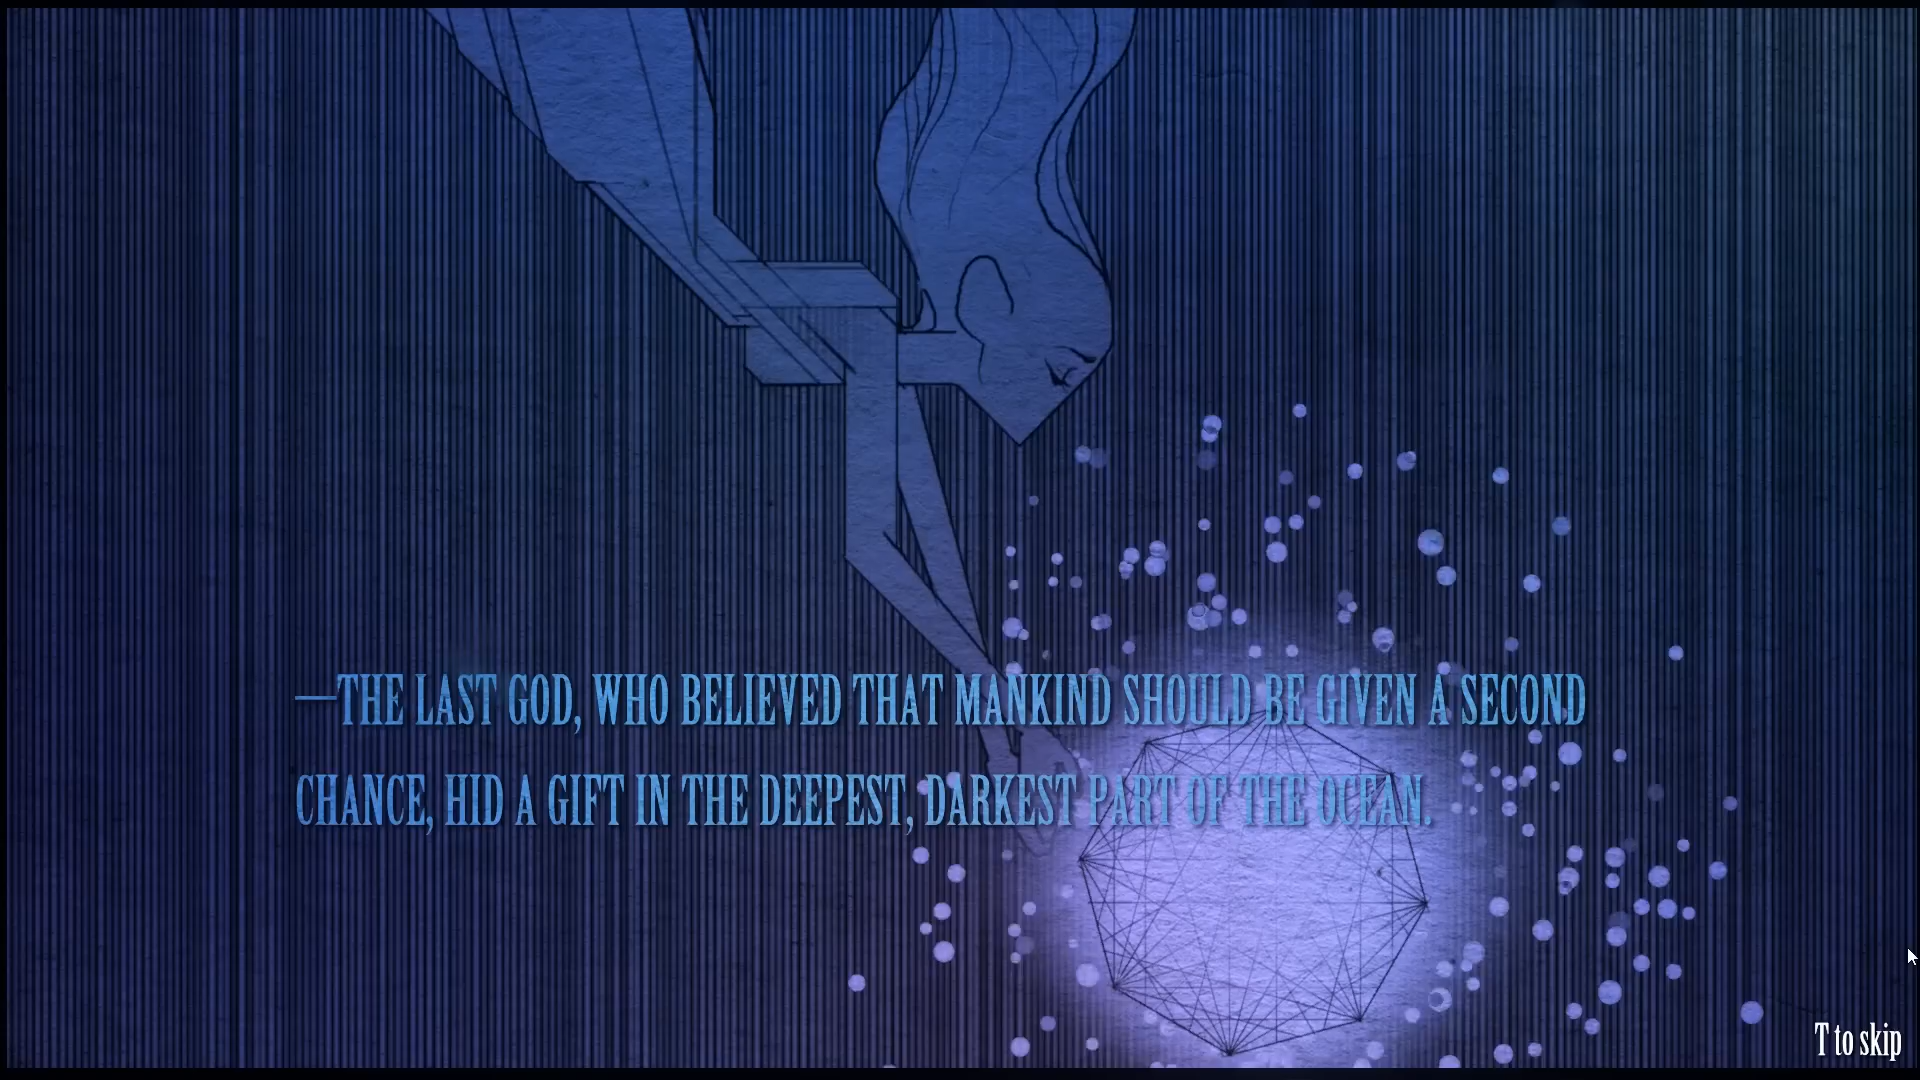 —THE LAST GOD, WHO BELIEVED THAT MANKIND SHOULD BE GIVEN A SECOND
CHANCE, HID A GIFT IN THE DEEPEST, DARKEST PART OF THE OCEAN.
T to skip